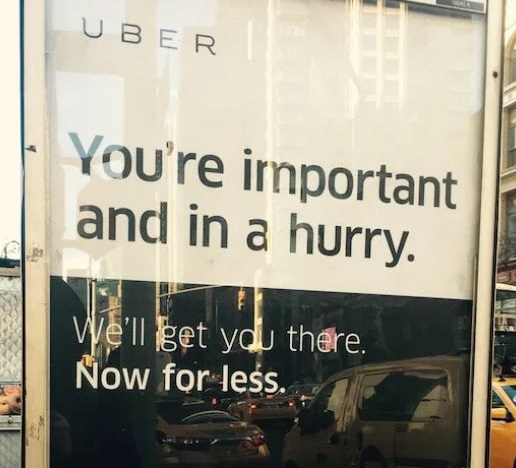 UBER
You're important
and in a hurry.
We'll get you there.
Now for less.